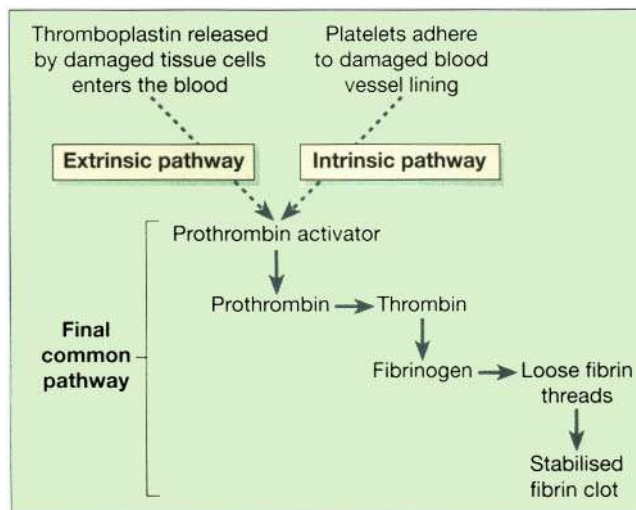 Thromboplastin released
by damaged tissue cells
enters the blood
Platelets adhere
to damaged blood
vessel lining
Extrinsic pathway
Intrinsic pathway
Prothrombin activator
Prothrombin
Thrombin
Final
common
pathway
Fibrinogen
Loose fibrin
threads
Stabilised
fibrin clot